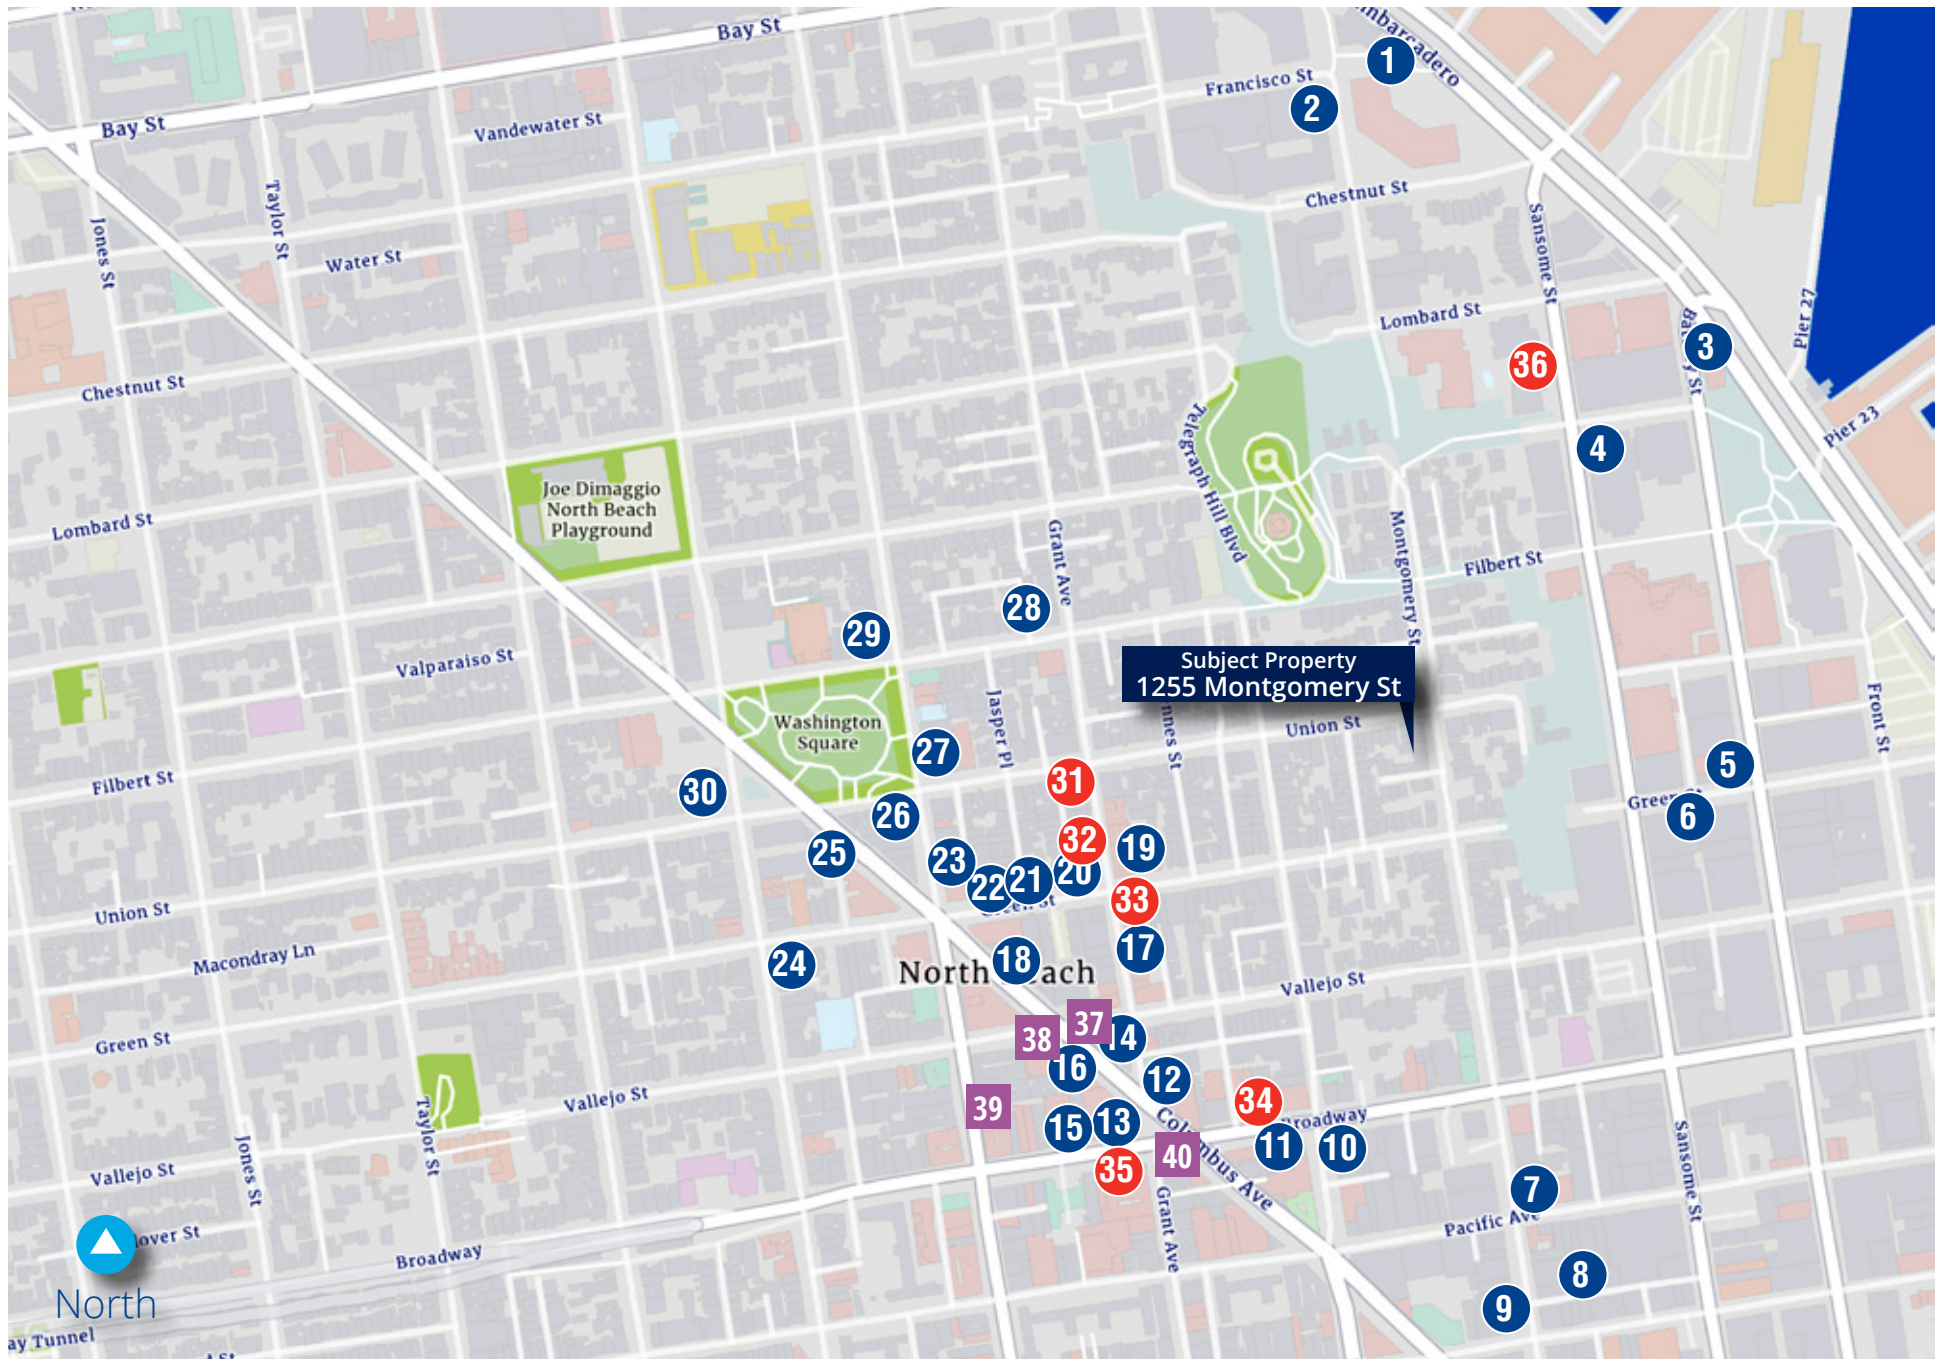 Bay St
Embarcadero
1
Francisco St
2
Bay St
Vandewater St
Taylor St
Chestnut St
Sansome St
Jones St
Water St
Pier 27
Lombard St
3
36
Chestnut St
Telegraph Hill Blvd
Pier 23
4
Joe Dimaggio
North Beach
Playground
Lombard St
Grant Ave
Montgomery St
Filbert St
28
29
Valparaiso St
Subject Property
1255 Montgomery St
Jasper Pl
Front St
Washington
Square
Union St
27
5
Filbert St
31
30
Green St
26
6
32
19
25
23
20
21
22
Green St
33
Union St
17
Macondray Ln
24
18
North Beach
Vallejo St
37
38
14
Green St
16
12
Vallejo St
39
34
Broadway
13
15
Columbus Ave
11
10
40
35
Taylor St
Jones St
Vallejo St
Sansome St
7
Grant Ave
Pacific Ave
Broadway
8
North
9